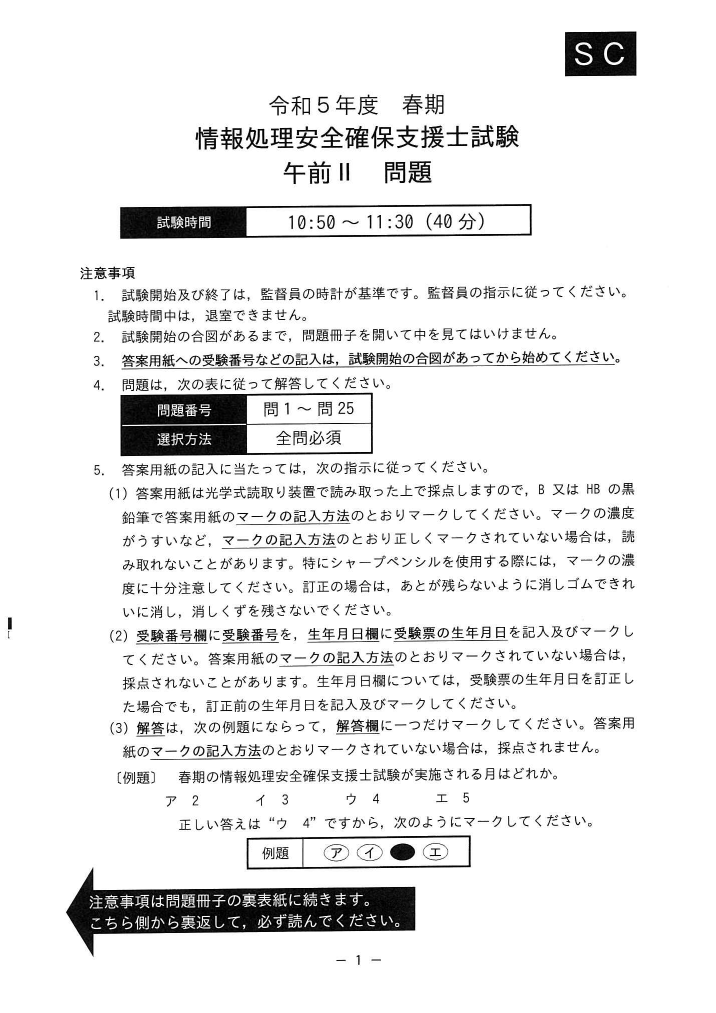 SC
令和5年度 春期
情報処理安全確保支援士試験
午前Ⅱ 問題
試験時間 10:50 ～ 11:30 (40 分)
注意事項
1. 試験開始及び終了は，監督員の時計が基準です。監督員の指示に従ってください。
試験時間中は，退室できません。
2. 試験開始の合図があるまで，問題冊子を開いて中を見てはいけません。
3. 答案用紙への受験番号などの記入は，試験開始の合図があってから始めてください。
4. 問題は，次の表に従って解答してください。
問題番号 問1 ～ 問25
選択方法 全問必須
5. 答案用紙の記入に当たっては，次の指示に従ってください。
(1) 答案用紙は光学式読取り装置で読み取った上で採点しますので，B 又は HB の黒
鉛筆で答案用紙のマークの記入方法のとおりマークしてください。マークの濃度
がうすいなど，マークの記入方法のとおり正しくマークされていない場合は，読
み取れないことがあります。特にシャープペンシルを使用する際には，マークの濃
度に十分注意してください。訂正の場合は，あとが残らないように消しゴムできれ
いに消し，消しくずを残さないでください。
(2) 受験番号欄に受験番号を，生年月日欄に受験票の生年月日を記入及びマークし
てください。答案用紙のマークの記入方法のとおりマークされていない場合は，
採点されないことがあります。生年月日欄については，受験票の生年月日を訂正し
た場合でも，訂正前の生年月日を記入及びマークしてください。
(3) 解答は，次の例題にならって，解答欄に一つだけマークしてください。答案用
紙のマークの記入方法のとおりマークされていない場合は，採点されません。
〔例題〕 春期の情報処理安全確保支援士試験が実施される月はどれか。
ア 2 イ 3 ウ 4 エ 5
正しい答えは“ウ 4”ですから，次のようにマークしてください。
例題 ア イ エ
注意事項は問題冊子の裏表紙に続きます。
こちら側から裏返して，必ず読んでください。
－ 1 －